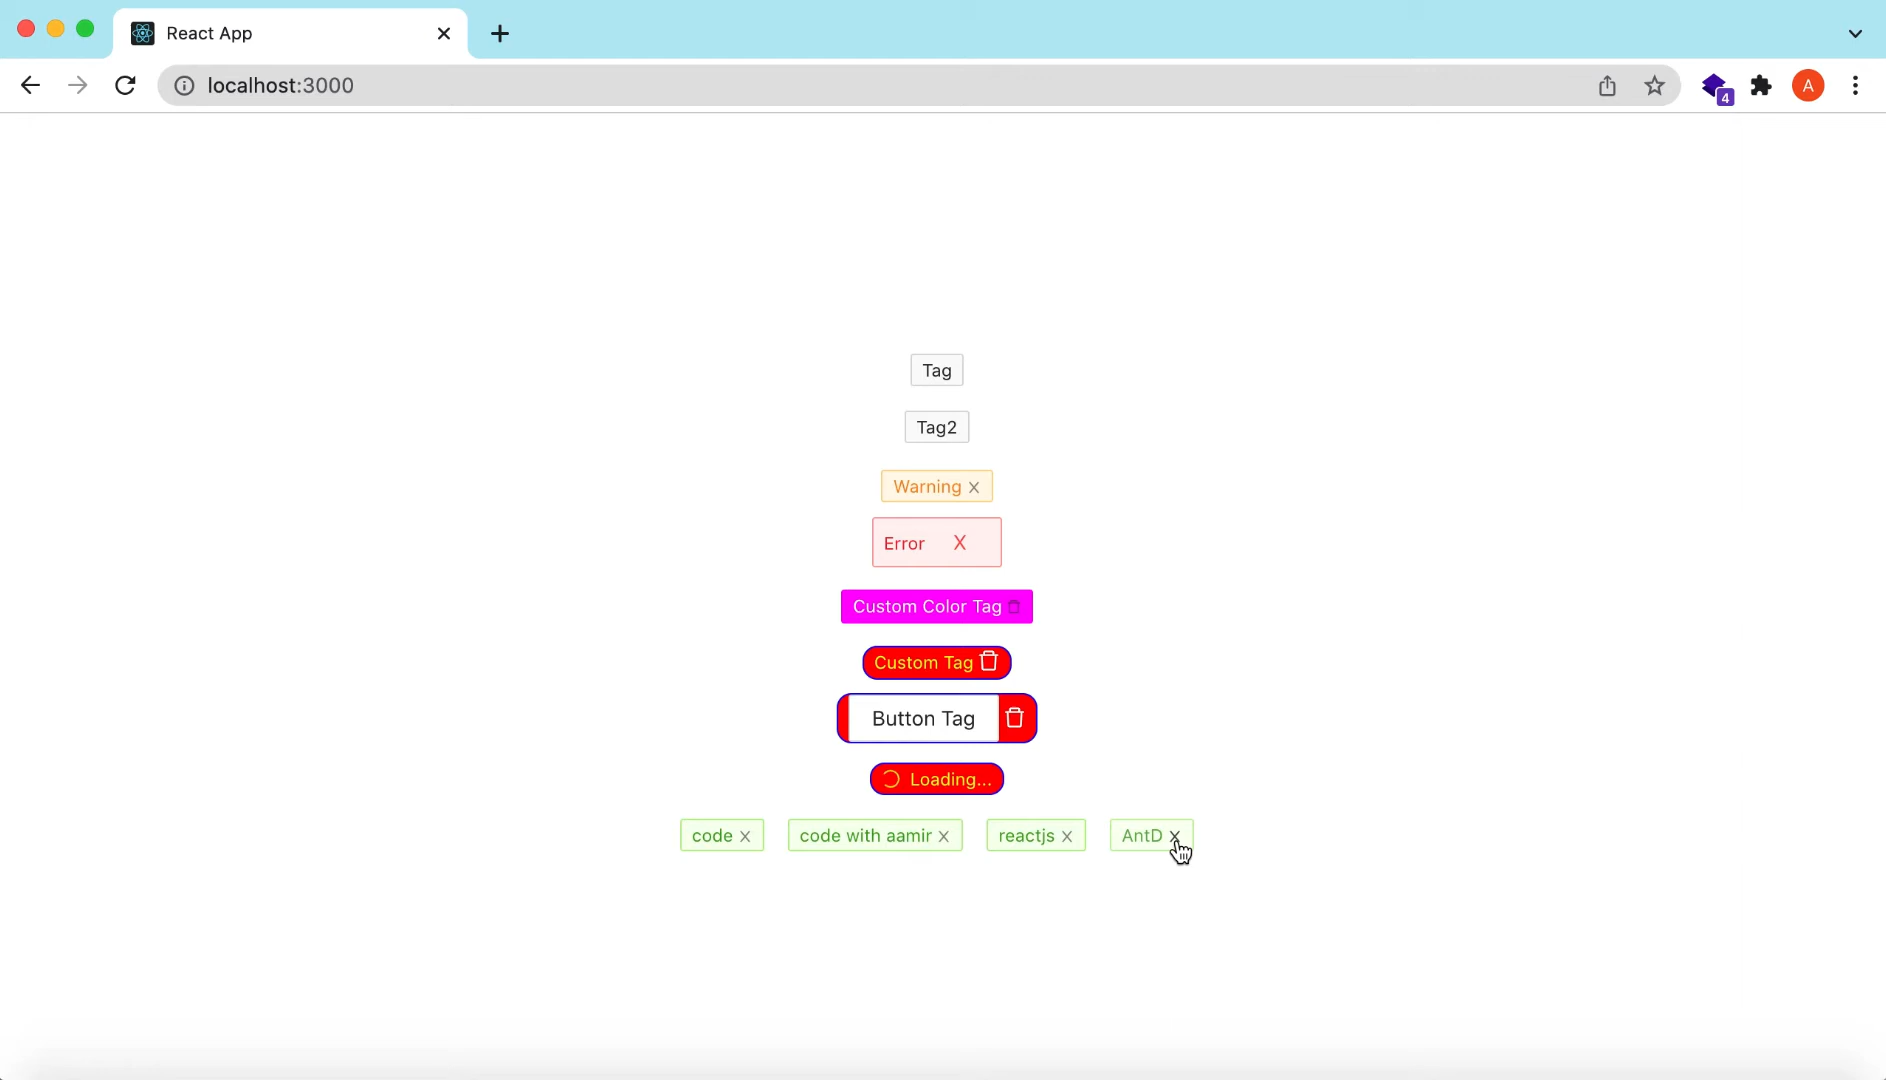 React App
localhost:3000
4
A
Tag
Tag2
Warning X
Error X
Custom Color Tag
Custom Tag
Button Tag
Loading...
code X code with aamir X reactjs X AntD X